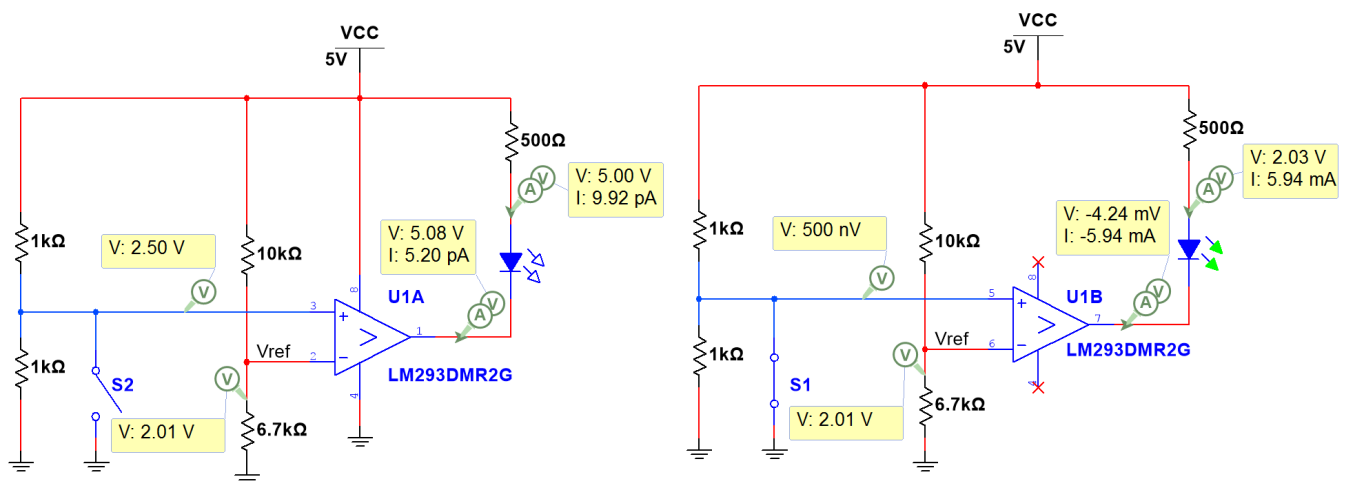 VCC
5V
500Ω
V: 5.00 V
I: 9.92 pA
1kΩ
V: 2.50 V
10kΩ
V: 5.08 V
I: 5.20 pA
V
A
V
A
V
8
U1A
3
+
1
>
Vref
2
−
LM293DMR2G
1kΩ
S2
V
4
V: 2.01 V
6.7kΩ
VCC
5V
500Ω
V: 2.03 V
I: 5.94 mA
1kΩ
V: 500 nV
10kΩ
V: -4.24 mV
I: -5.94 mA
V
A
V
A
V
8
U1B
5
+
7
>
Vref
6
−
LM293DMR2G
1kΩ
S1
V
4
V: 2.01 V
6.7kΩ